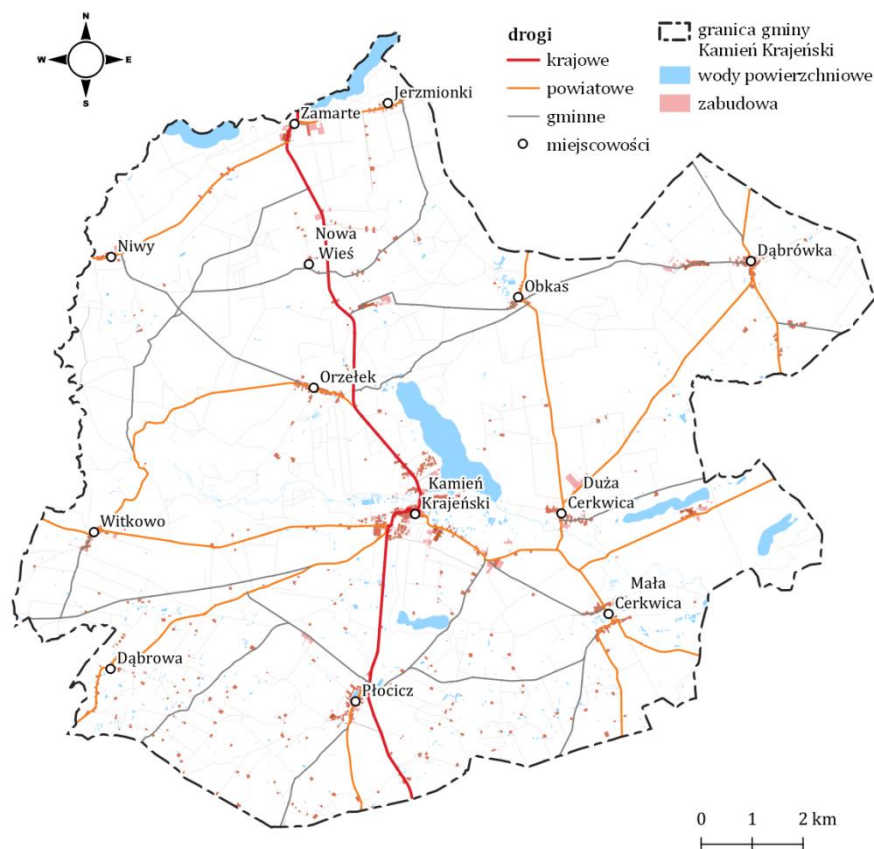 N
W
E
S
drogi
krajowe
powiatowe
gminne
miejscowości
granica gminy
Kamień Krajeński
wody powierzchniowe
zabudowa
Jerzmionki
Zamarte
Nowa
Wieś
Niwy
Dąbrówka
Obkas
Orzełek
Kamień
Krajeński
Duża
Cerkwica
Witkowo
Mała
Cerkwica
Dąbrowa
Płocicz
0 1 2 km